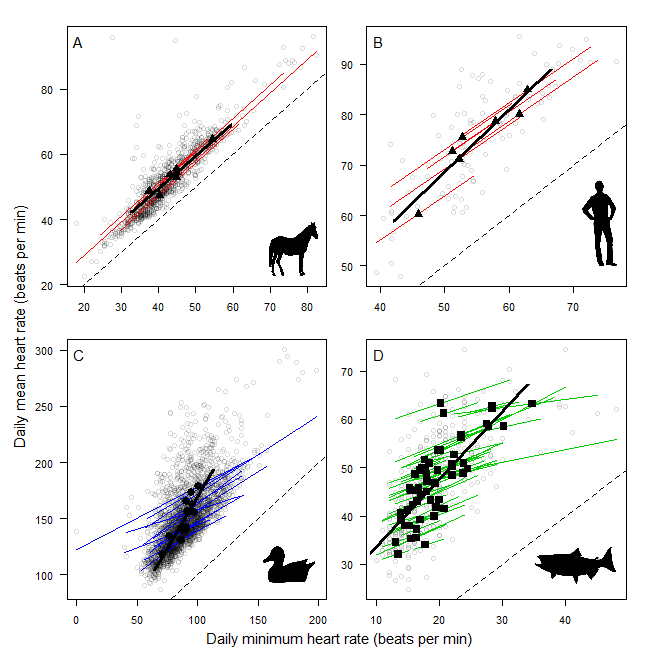 A
B
80
60
40
20
90
80
70
60
50
20 30 40 50 60 70 80
40 50 60 70
Daily mean heart rate (beats per min)
C
D
300
250
200
150
100
70
60
50
40
30
0 50 100 150 200
10 20 30 40
Daily minimum heart rate (beats per min)